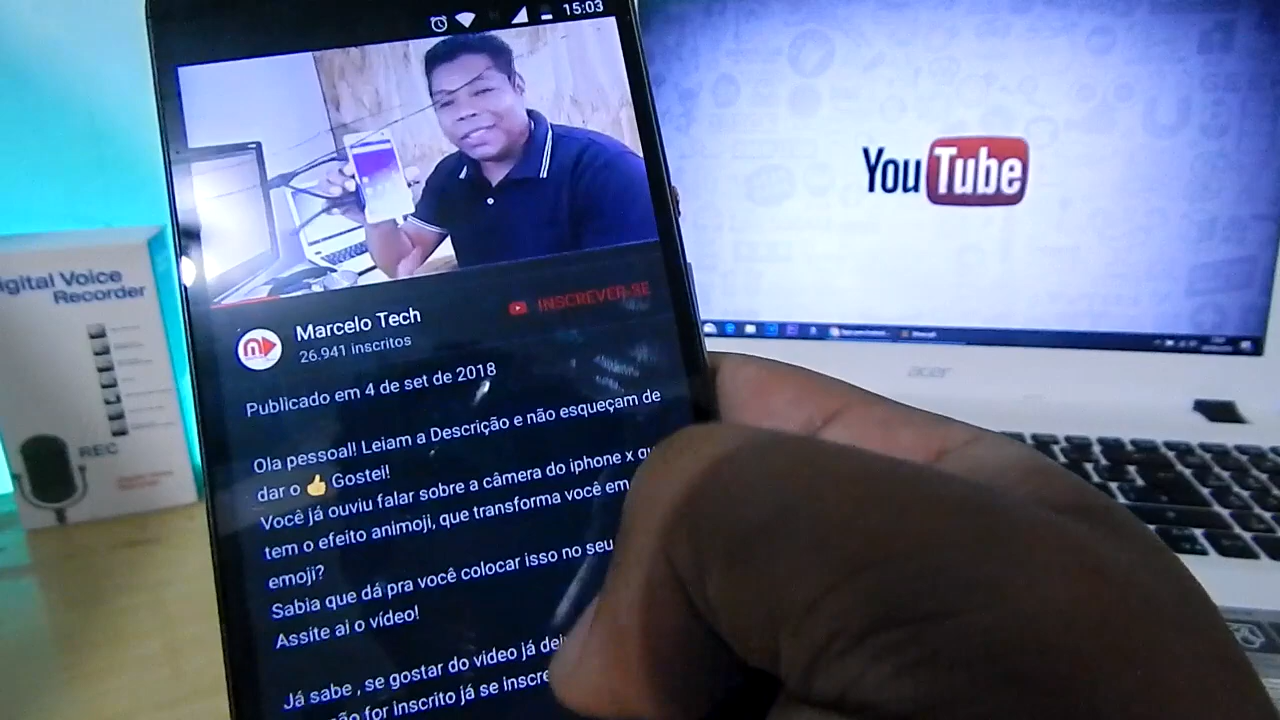 15:03
YouTube
Digital Voice
Recorder
REC
acer
INSCREVER-SE
Marcelo Tech
26.941 inscritos
Publicado em 4 de set de 2018
Ola pessoal! Leiam a Descrição e não esqueçam de
dar o 👍 Gostei!
Você já ouviu falar sobre a câmera do iphone x
tem o efeito animoji, que transforma você em
emoji?
Sabia que dá pra você colocar isso no seu
Assite ai o vídeo!
Já sabe , se gostar do video já
não for inscrito já se